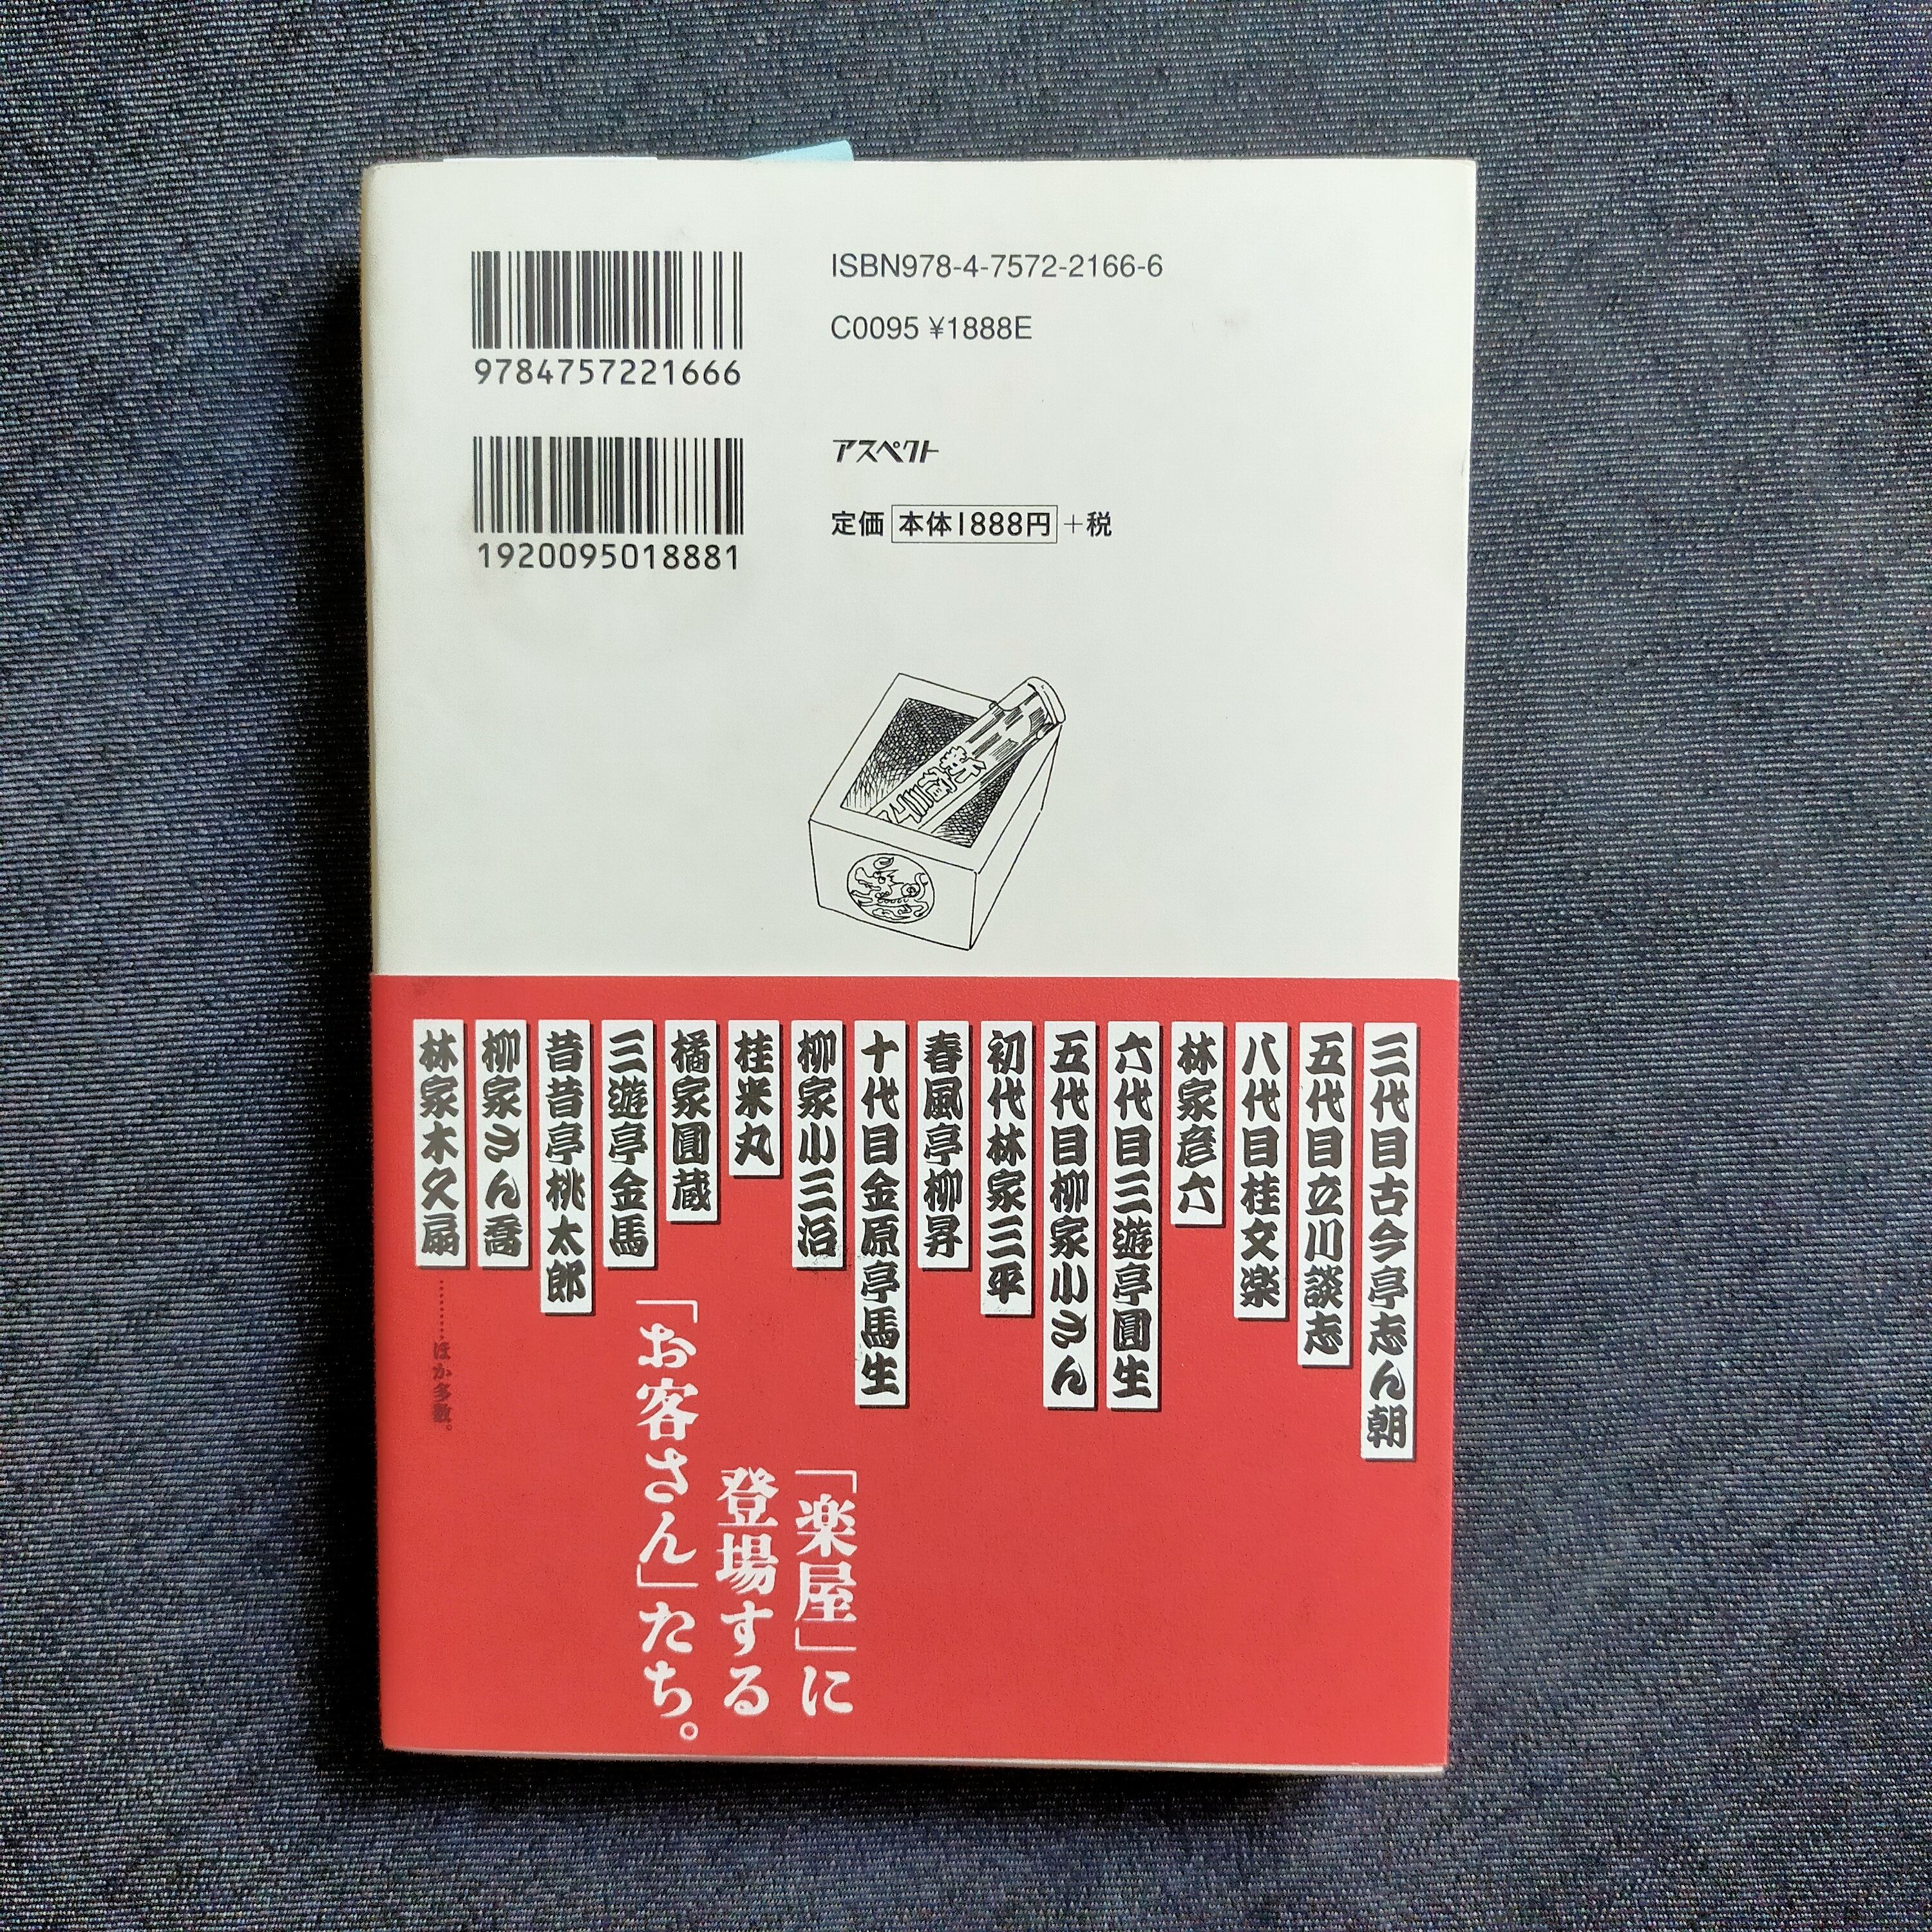 9784757221666
ISBN978-4-7572-2166-6
C0095 ¥1888E
1920095018881
アスペクト
定価 本体1888円 +税
三代目古今亭志ん朝
五代目立川談志
八代目桂文楽
林家彦六
六代目三遊亭圓生
五代目柳家小さん
初代林家三平
春風亭柳昇
十代目金原亭馬生
柳家小三治
桂米丸
橘家圓蔵
三遊亭金馬
昔昔亭桃太郎
柳家さん喬
林家木久扇………ほか多数。
「楽屋」に
登場する
「お客さん」たち。